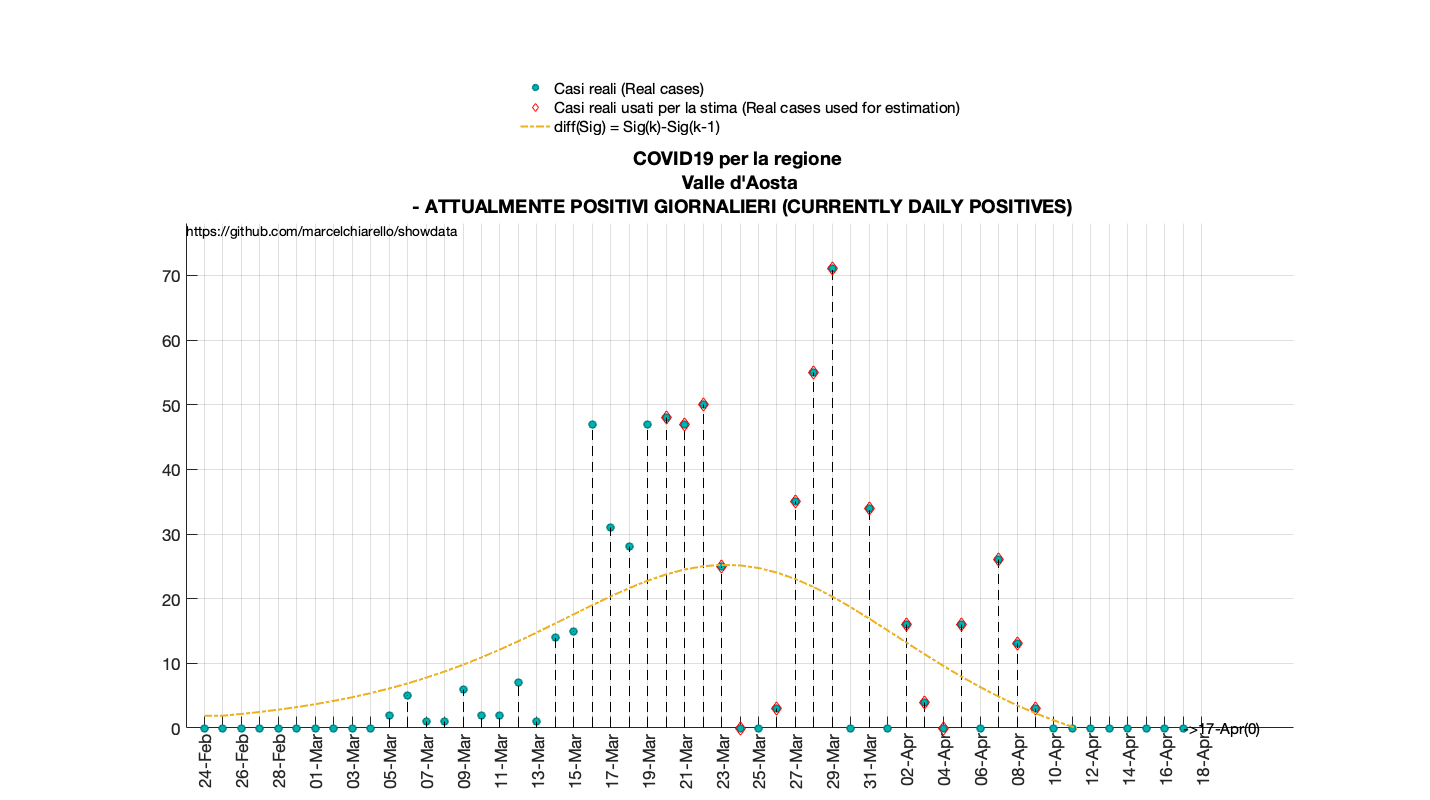 Casi reali (Real cases)
Casi reali usati per la stima (Real cases used for estimation)
diff(Sig) = Sig(k)-Sig(k-1)
COVID19 per la regione
Valle d'Aosta
- ATTUALMENTE POSITIVI GIORNALIERI (CURRENTLY DAILY POSITIVES)
https://github.com/marcelchiarello/showdata
70
60
50
40
30
20
10
0
->17-Apr(0)
24-Feb
26-Feb
28-Feb
01-Mar
03-Mar
05-Mar
07-Mar
09-Mar
11-Mar
13-Mar
15-Mar
17-Mar
19-Mar
21-Mar
23-Mar
25-Mar
27-Mar
29-Mar
31-Mar
02-Apr
04-Apr
06-Apr
08-Apr
10-Apr
12-Apr
14-Apr
16-Apr
18-Apr